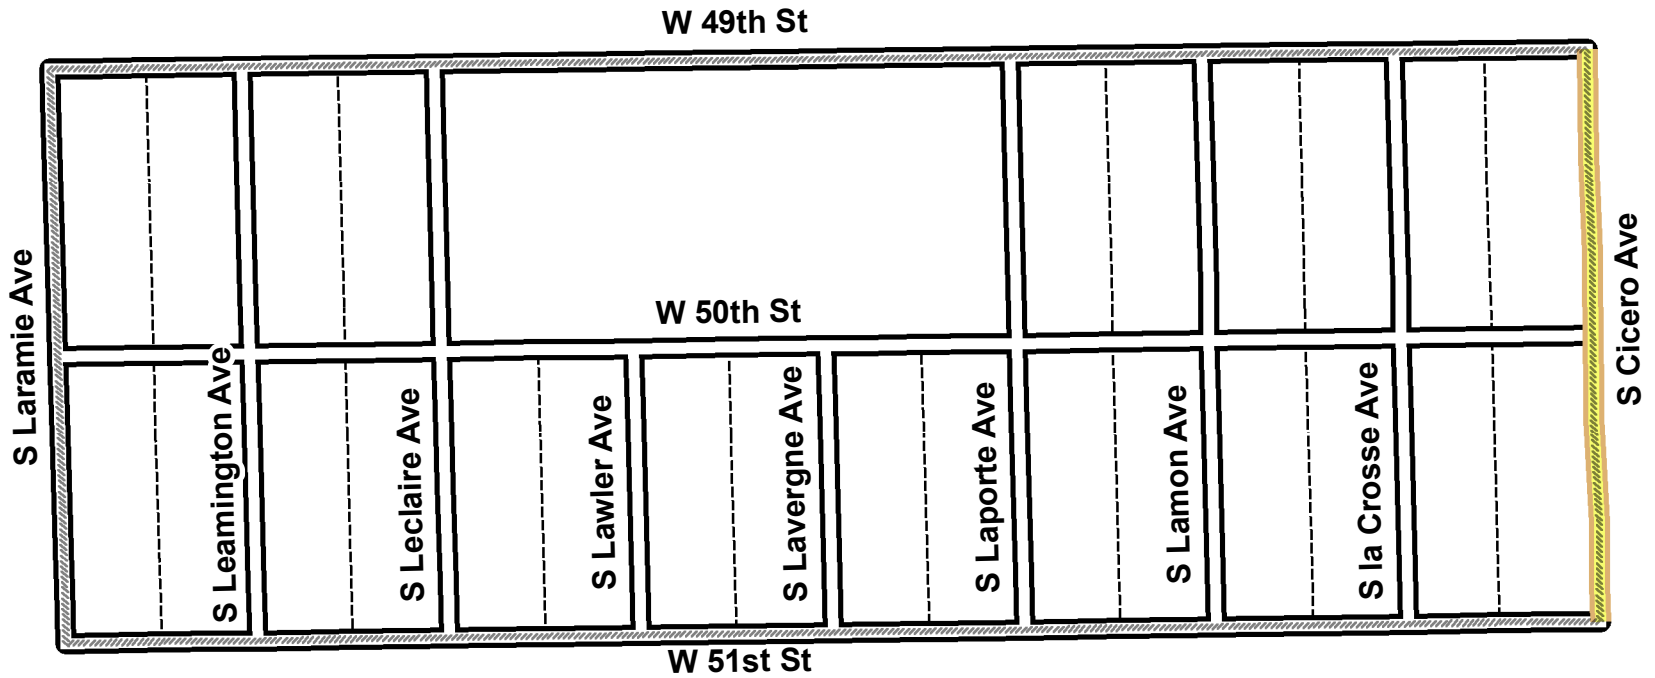 W 49th St
S Laramie Ave
W 50th St
S Cicero Ave
S Leamington Ave
S Leclaire Ave
S Lawler Ave
S Lavergne Ave
S Laporte Ave
S Lamon Ave
S la Crosse Ave
W 51st St